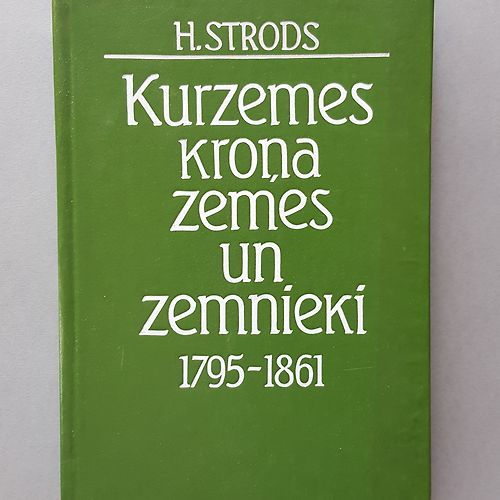 H. STRODS
Kurzemes
kroņa
zemes
un
zemnieki
1795-1861